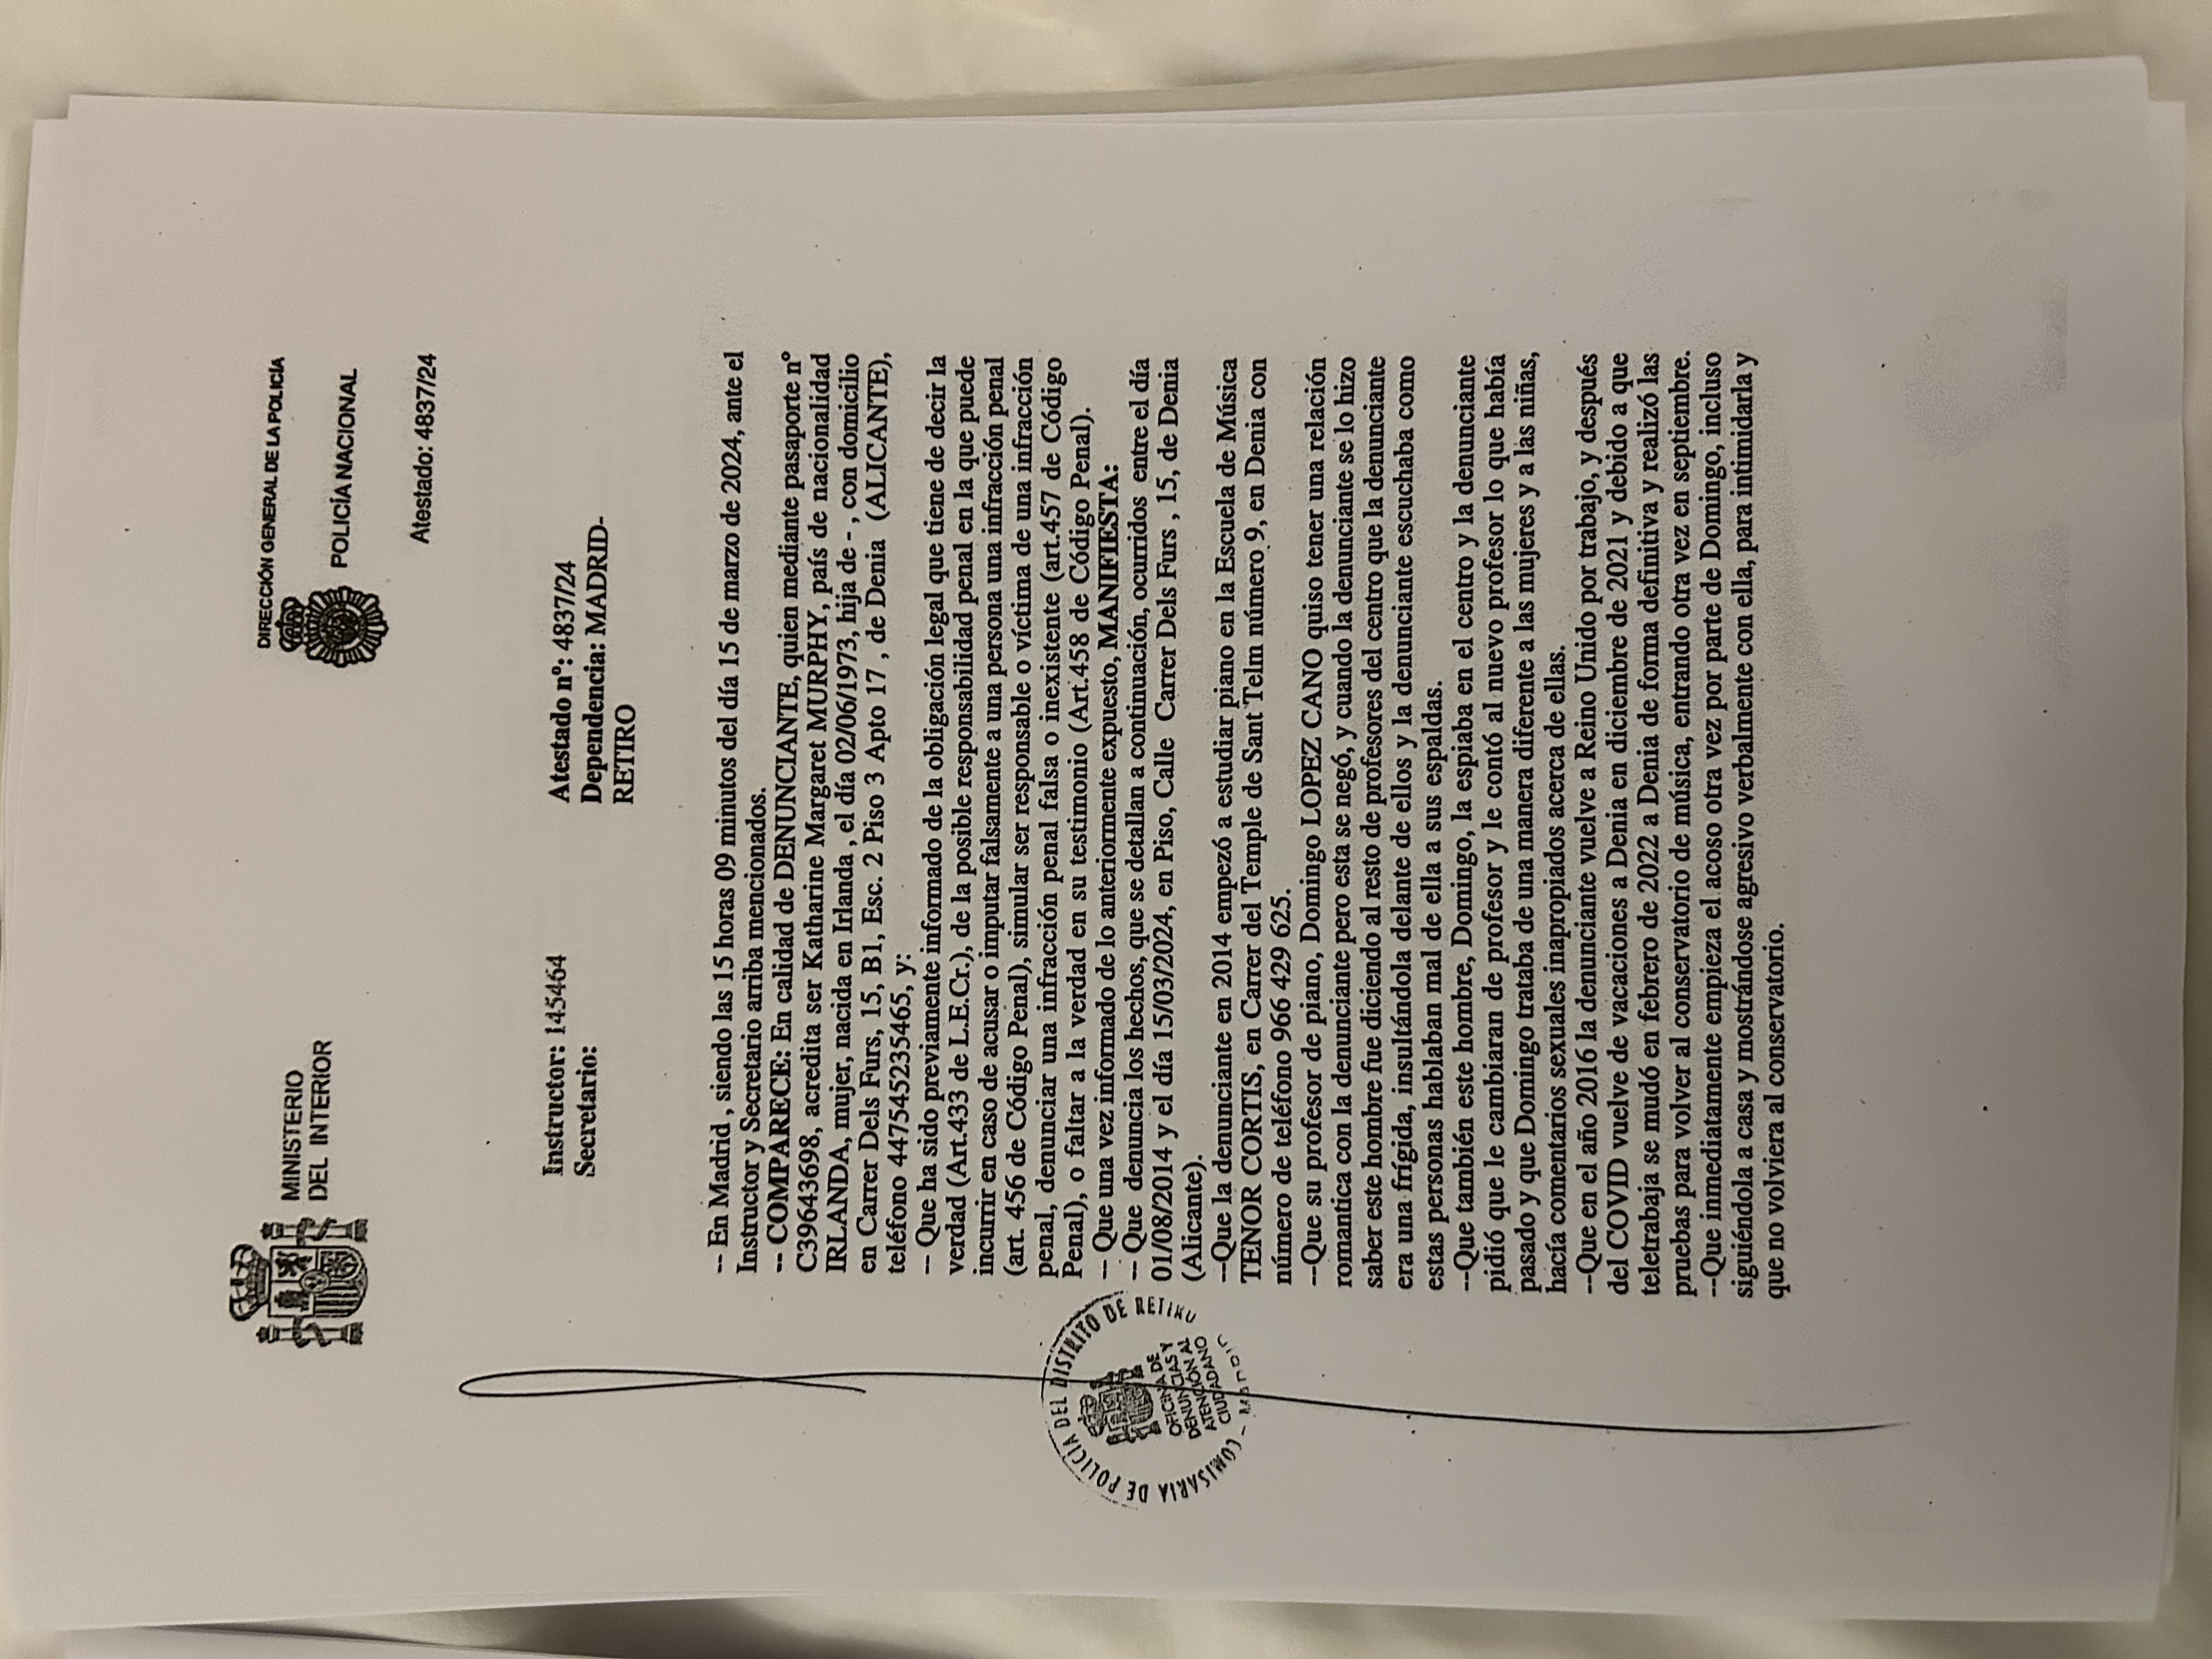 MINISTERIO
DEL INTERIOR
DIRECCIÓN GENERAL DE LA POLICÍA
POLICÍA NACIONAL
Atestado: 4837/24
Instructor: 145464
Secretario:
Atestado nº: 4837/24
Dependencia: MADRID-
RETIRO
-- En Madrid , siendo las 15 horas 09 minutos del día 15 de marzo de 2024, ante el
Instructor y Secretario arriba mencionados.
-- COMPARECE: En calidad de DENUNCIANTE, quien mediante pasaporte nº
C39643698, acredita ser Katharine Margaret MURPHY, país de nacionalidad
IRLANDA, mujer, nacida en Irlanda , el día 02/06/1973, hija de - , con domicilio
en Carrer Dels Furs, 15, B1, Esc. 2 Piso 3 Apto 17 , de Denia (ALICANTE),
teléfono 447545235465, y:
-- Que ha sido previamente informado de la obligación legal que tiene de decir la
verdad (Art.433 de L.E.Cr.), de la posible responsabilidad penal en la que puede
incurrir en caso de acusar o imputar falsamente a una persona una infracción penal
(art. 456 de Código Penal), simular ser responsable o víctima de una infracción
penal, denunciar una infracción penal falsa o inexistente (art.457 de Código
Penal), o faltar a la verdad en su testimonio (Art.458 de Código Penal).
-- Que una vez informado de lo anteriormente expuesto, MANIFIESTA:
-- Que denuncia los hechos, que se detallan a continuación, ocurridos entre el día
01/08/2014 y el día 15/03/2024, en Piso, Calle Carrer Dels Furs , 15, de Denia
(Alicante).
--Que la denunciante en 2014 empezó a estudiar piano en la Escuela de Música
TENOR CORTIS, en Carrer del Temple de Sant Telm número 9, en Denia con
número de teléfono 966 429 625.
--Que su profesor de piano, Domingo LOPEZ CANO quiso tener una relación
romantica con la denunciante pero esta se negó, y cuando la denunciante se lo hizo
saber este hombre fue diciendo al resto de profesores del centro que la denunciante
era una frígida, insultándola delante de ellos y la denunciante escuchaba como
estas personas hablaban mal de ella a sus espaldas.
--Que también este hombre, Domingo, la espiaba en el centro y la denunciante
pidió que le cambiaran de profesor y le contó al nuevo profesor lo que había
pasado y que Domingo trataba de una manera diferente a las mujeres y a las niñas,
hacía comentarios sexuales inapropiados acerca de ellas.
--Que en el año 2016 la denunciante vuelve a Reino Unido por trabajo, y después
del COVID vuelve de vacaciones a Denia en diciembre de 2021 y debido a que
teletrabaja se mudó en febrero de 2022 a Denia de forma definitiva y realizó las
pruebas para volver al conservatorio de música, entrando otra vez en septiembre.
--Que inmediatamente empieza el acoso otra vez por parte de Domingo, incluso
siguiéndola a casa y mostrándose agresivo verbalmente con ella, para intimidarla y
que no volviera al conservatorio.
COMISARIA DE POLICÍA DEL DISTRITO DE RETIRO
OFICINA DE
DENUNCIAS Y
ATENCIÓN AL
CIUDADANO
- MADRID